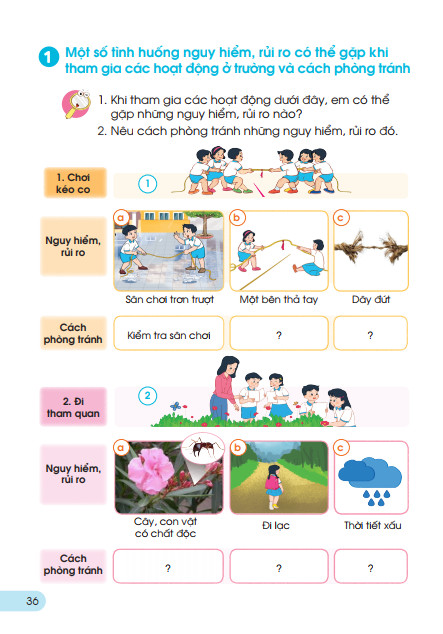 1 Một số tình huống nguy hiểm, rủi ro có thể gặp khi
tham gia các hoạt động ở trường và cách phòng tránh
1. Khi tham gia các hoạt động dưới đây, em có thể
gặp những nguy hiểm, rủi ro nào?
2. Nêu cách phòng tránh những nguy hiểm, rủi ro đó.
1. Chơi
kéo co
1
Nguy hiểm,
rủi ro
a
b
c
Sân chơi trơn trượt
Một bên thả tay
Dây đứt
Cách
phòng tránh
Kiểm tra sân chơi
?
?
2. Đi
tham quan
2
Nguy hiểm,
rủi ro
a
b
c
Cây, con vật
có chất độc
Đi lạc
Thời tiết xấu
Cách
phòng tránh
?
?
?
36